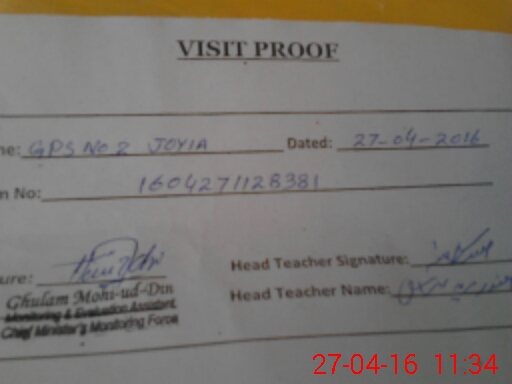 VISIT PROOF
ne: GPS No 2 JOYIA Dated: 27-04-2016
n No: 1604271128381
ure: Head Teacher Signature:
Ghulam Mohi-ud-Din Head Teacher Name:
Monitoring & Evaluation Assistant
Chief Minister's Monitoring Force
27-04-16 11:34